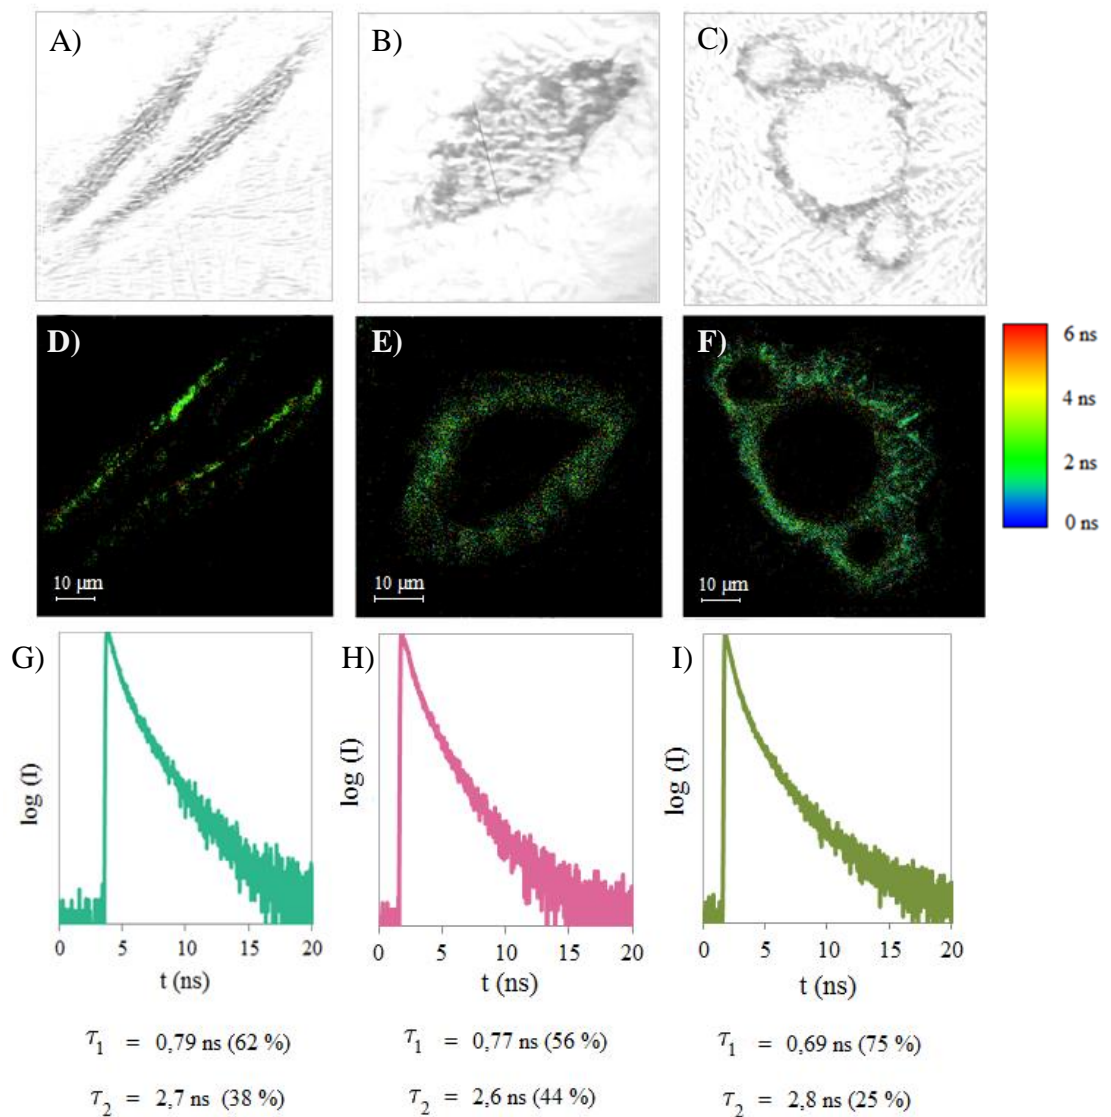 A)
B)
C)
D)
E)
F)
6 ns
4 ns
2 ns
0 ns
10 µm
10 µm
10 µm
G)
H)
I)
log (I)
log (I)
log (I)
0 5 10 15 20
0 5 10 15 20
0 5 10 15 20
t (ns)
t (ns)
t (ns)
τ1 = 0,79 ns (62 %)
τ1 = 0,77 ns (56 %)
τ1 = 0,69 ns (75 %)
τ2 = 2,7 ns (38 %)
τ2 = 2,6 ns (44 %)
τ2 = 2,8 ns (25 %)